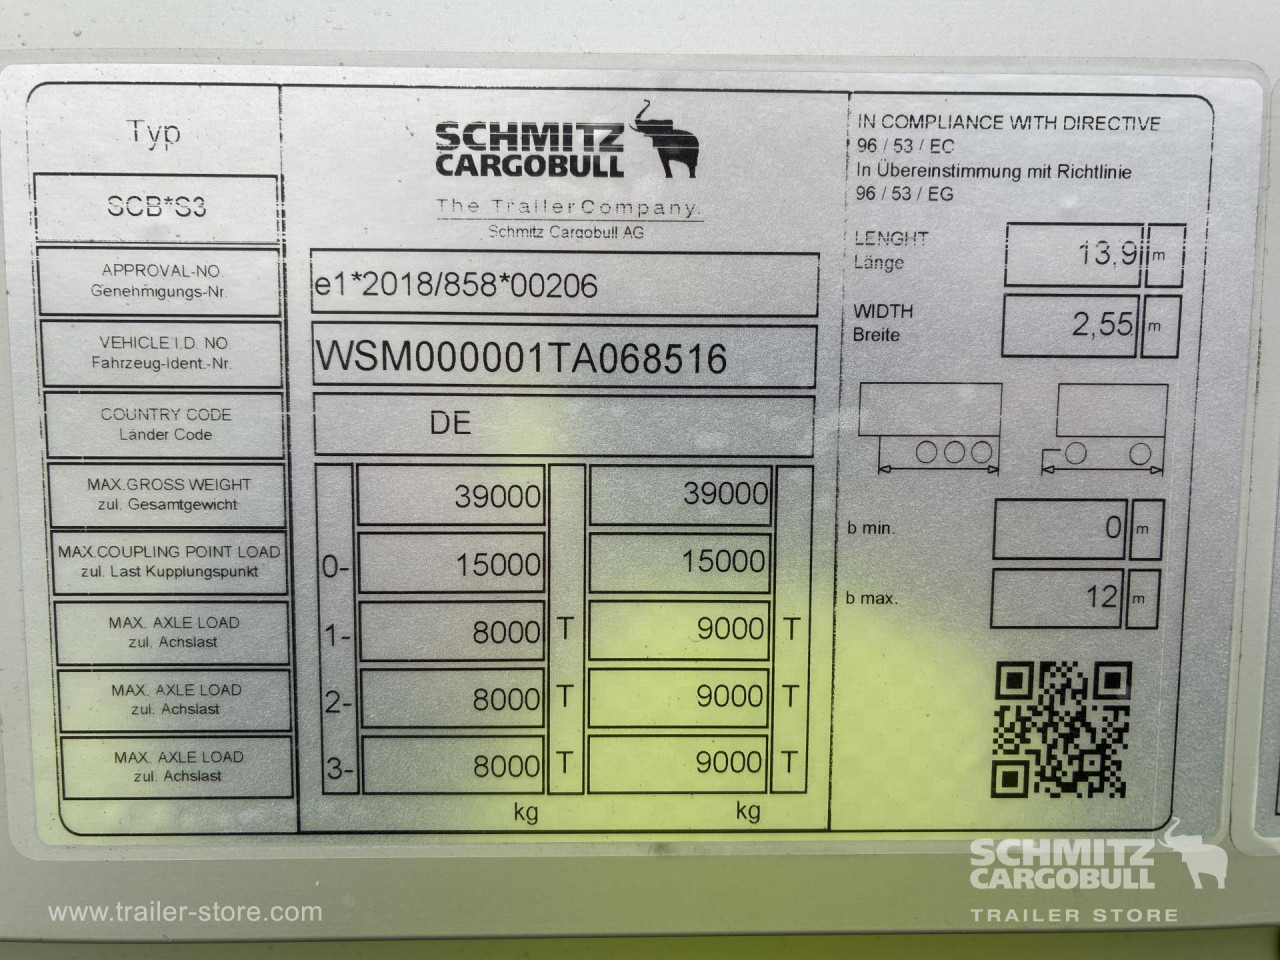 Typ
SCB*S3
SCHMITZ
CARGOBULL
The Trailer Company.
Schmitz Cargobull AG
IN COMPLIANCE WITH DIRECTIVE
96 / 53 / EC
In Übereinstimmung mit Richtlinie
96 / 53 / EG
APPROVAL-NO.
Genehmigungs-Nr.
e1*2018/858*00206
LENGHT
Länge
13,9 m
VEHICLE I.D. NO.
Fahrzeug-Ident.-Nr.
WSM000001TA068516
WIDTH
Breite
2,55 m
COUNTRY CODE
Länder Code
DE
MAX.GROSS WEIGHT
zul. Gesamtgewicht
39000 39000
MAX.COUPLING POINT LOAD
zul. Last Kupplungspunkt
0- 15000 15000
MAX. AXLE LOAD
zul. Achslast
1- 8000 T 9000 T
MAX. AXLE LOAD
zul. Achslast
2- 8000 T 9000 T
MAX. AXLE LOAD
zul. Achslast
3- 8000 T 9000 T
kg kg
b min. 0 m
b max. 12 m
www.trailer-store.com
SCHMITZ
CARGOBULL
TRAILER STORE